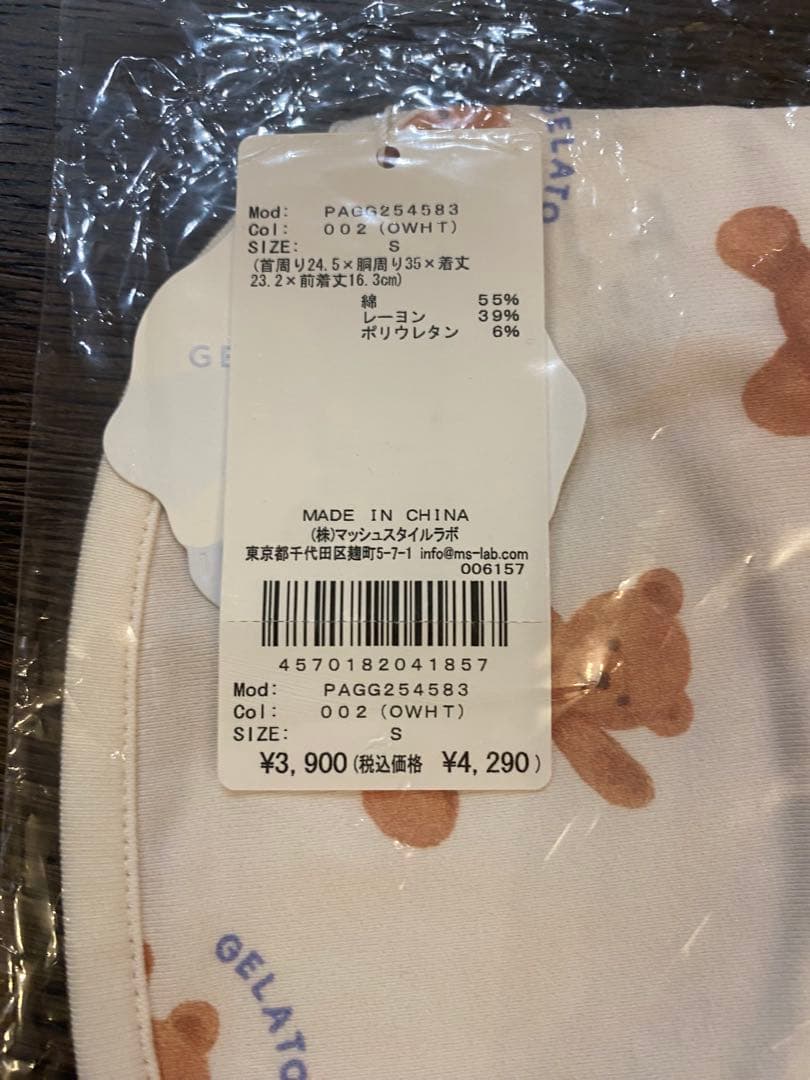 GELATO
Mod: PAGG254583
Col: 002(OWHT)
SIZE: S
(首周り24.5×胴周り35×着丈
23.2×前着丈16.3cm)
綿 55%
レーヨン 39%
ポリウレタン 6%
GE
MADE IN CHINA
(株)マッシュスタイルラボ
東京都千代田区麹町5-7-1 info@ms-lab.com
006157
4570182041857
Mod: PAGG254583
Col: 002(OWHT)
SIZE: S
¥3,900(税込価格 ¥4,290)
GELATO